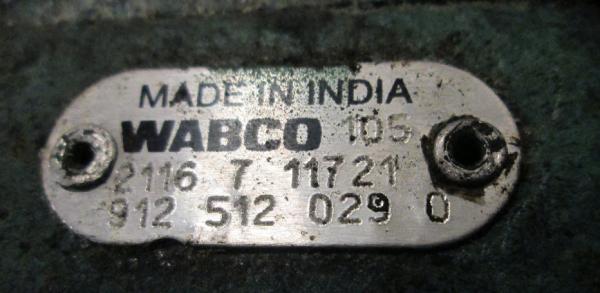 MADE IN INDIA
WABCO 105
2116 7 11721
912 512 029 0